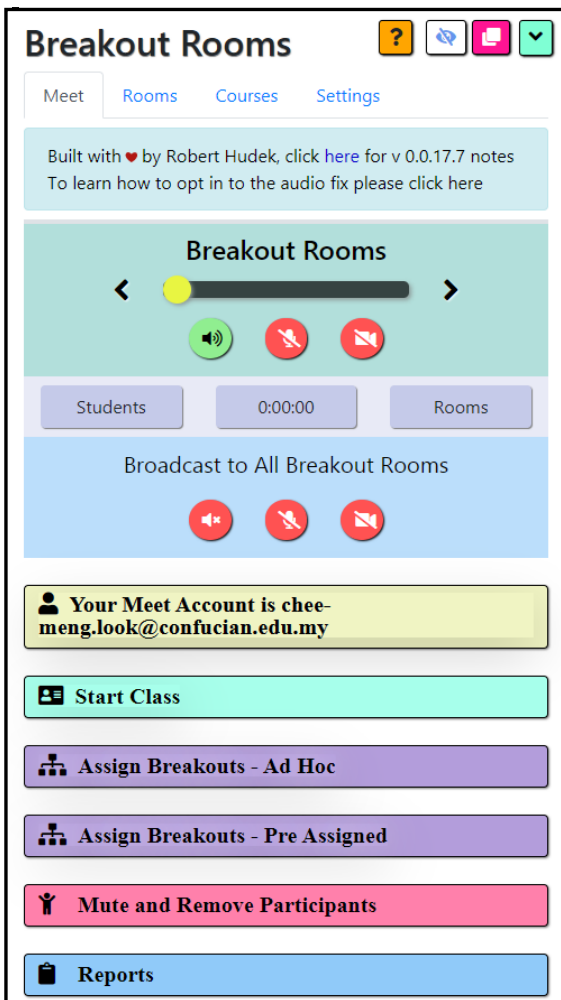 Breakout Rooms
?
Meet Rooms Courses Settings
Built with ♥ by Robert Hudek, click here for v 0.0.17.7 notes
To learn how to opt in to the audio fix please click here
Breakout Rooms
Students 0:00:00 Rooms
Broadcast to All Breakout Rooms
Your Meet Account is chee-
meng.look@confucian.edu.my
Start Class
Assign Breakouts - Ad Hoc
Assign Breakouts - Pre Assigned
Mute and Remove Participants
Reports